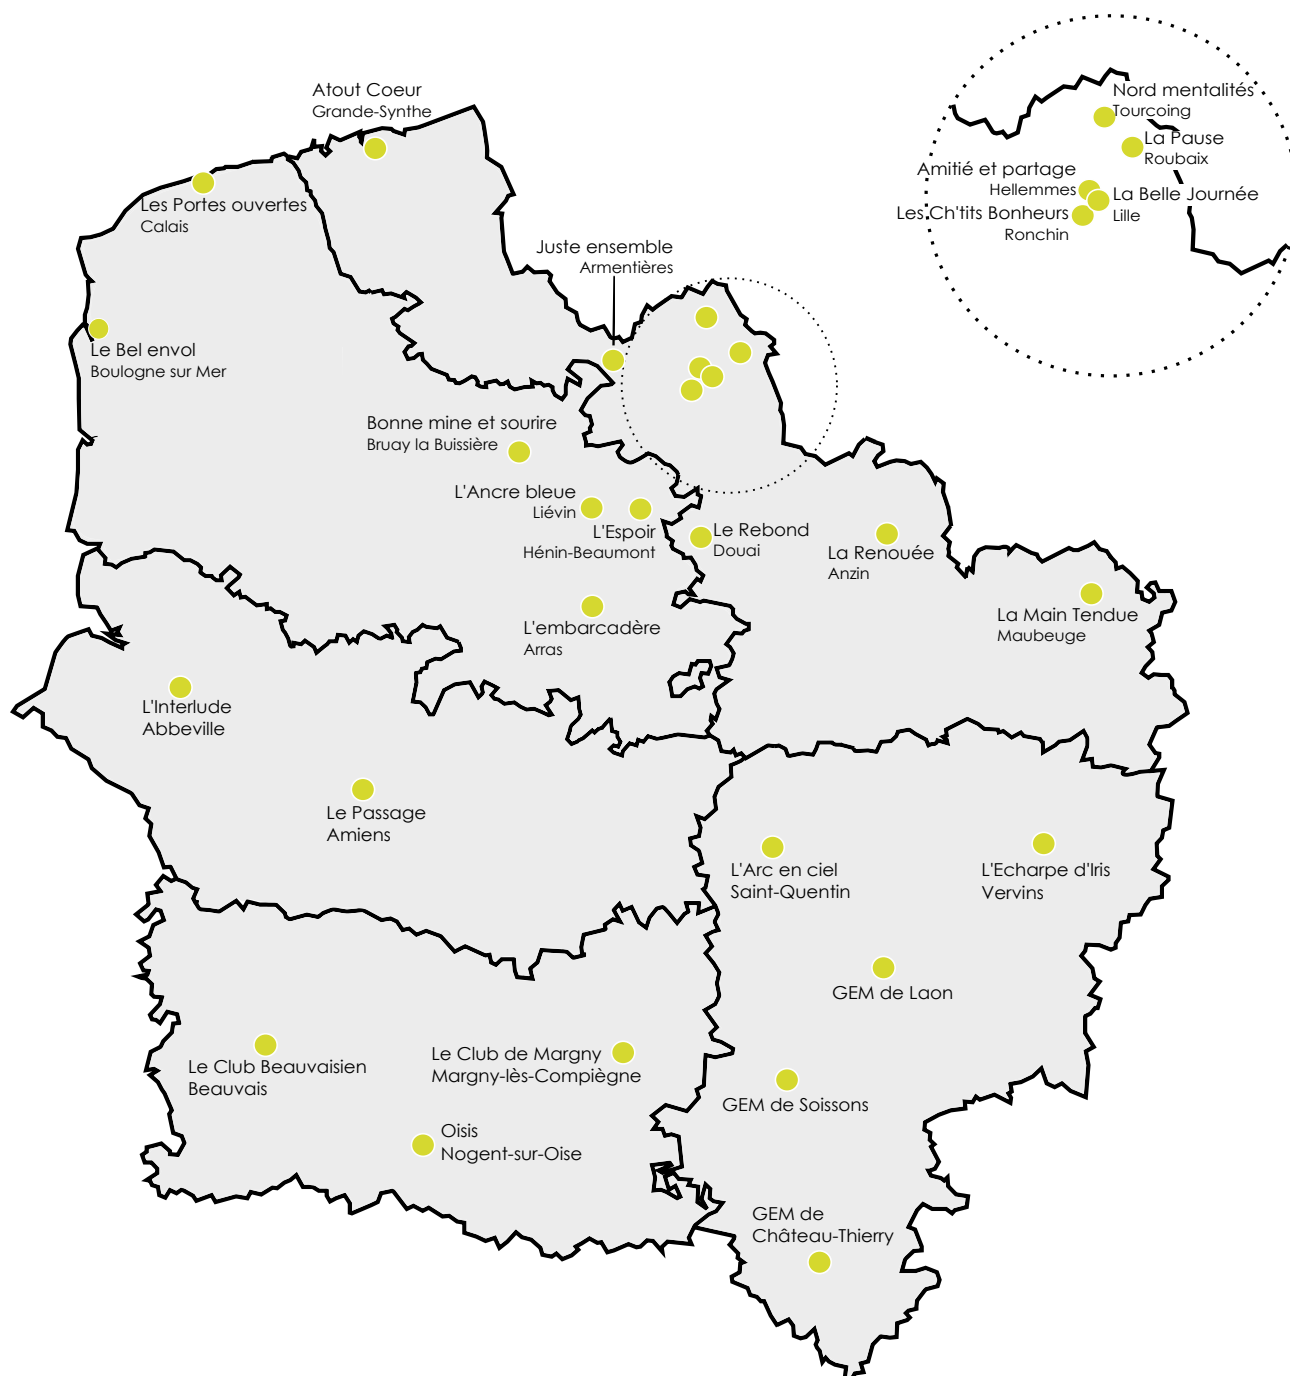 Atout Coeur
Grande-Synthe
Nord mentalités
Tourcoing
La Pause
Roubaix
Amitié et partage
Hellemmes
La Belle Journée
Lille
Les Ch'tits Bonheurs
Ronchin
Les Portes ouvertes
Calais
Juste ensemble
Armentières
Le Bel envol
Boulogne sur Mer
Bonne mine et sourire
Bruay la Buissière
L'Ancre bleue
Liévin
L'Espoir
Hénin-Beaumont
Le Rebond
Douai
La Renouée
Anzin
La Main Tendue
Maubeuge
L'embarcadère
Arras
L'Interlude
Abbeville
Le Passage
Amiens
L'Arc en ciel
Saint-Quentin
L'Echarpe d'Iris
Vervins
GEM de Laon
Le Club Beauvaisien
Beauvais
Le Club de Margny
Margny-lès-Compiègne
GEM de Soissons
Oisis
Nogent-sur-Oise
GEM de
Château-Thierry